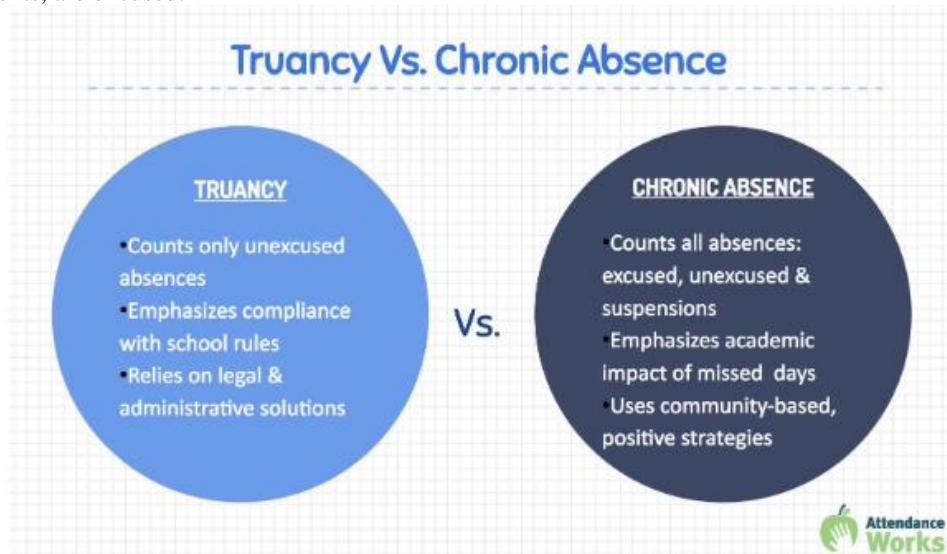 Truancy Vs. Chronic Absence
TRUANCY
•Counts only unexcused
absences
•Emphasizes compliance
with school rules
•Relies on legal &
administrative solutions
Vs.
CHRONIC ABSENCE
•Counts all absences:
excused, unexcused &
suspensions
•Emphasizes academic
impact of missed days
•Uses community-based,
positive strategies
Attendance
Works